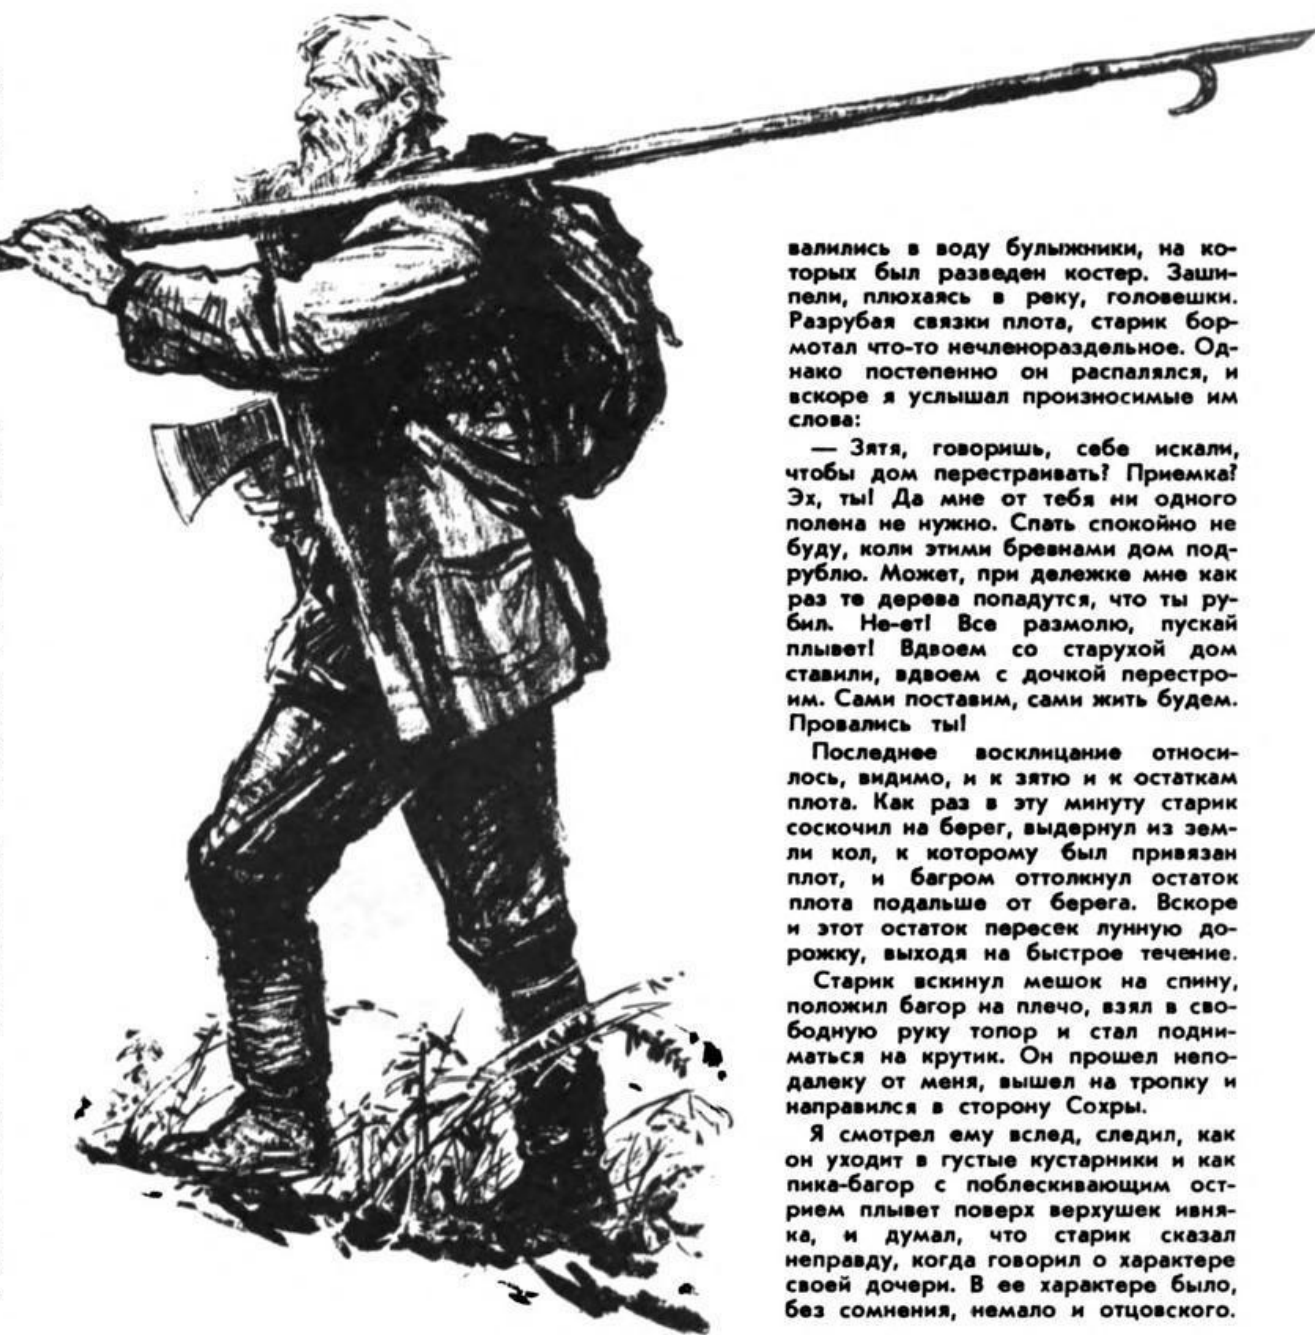 валились в воду булыжники, на ко-
торых был разведен костер. Заши-
пели, плюхаясь в реку, головешки.
Разрубая связки плота, старик бор-
мотал что-то нечленораздельное. Од-
нако постепенно он распалялся, и
вскоре я услышал произносимые им
слова:
— Зятя, говоришь, себе искали,
чтобы дом перестраивать? Приемка?
Эх, ты! Да мне от тебя ни одного
полена не нужно. Спать спокойно не
буду, коли этими бревнами дом под-
рублю. Может, при дележке мне как
раз те дерева попадутся, что ты ру-
бил. Не-ет! Все размолю, пускай
плывет! Вдвоем со старухой дом
ставили, вдвоем с дочкой перестро-
им. Сами поставим, сами жить будем.
Провались ты!
Последнее восклицание относи-
лось, видимо, и к зятю и к остаткам
плота. Как раз в эту минуту старик
соскочил на берег, выдернул из зем-
ли кол, к которому был привязан
плот, и багром оттолкнул остаток
плота подальше от берега. Вскоре
и этот остаток пересек лунную до-
рожку, выходя на быстрое течение.
Старик вскинул мешок на спину,
положил багор на плечо, взял в сво-
бодную руку топор и стал подни-
маться на крутик. Он прошел непо-
далеку от меня, вышел на тропку и
направился в сторону Сохры.
Я смотрел ему вслед, следил, как
он уходит в густые кустарники и как
пика-багор с поблескивающим ост-
рием плывет поверх верхушек ивня-
ка, и думал, что старик сказал
неправду, когда говорил о характере
своей дочери. В ее характере было,
без сомнения, немало и отцовского.